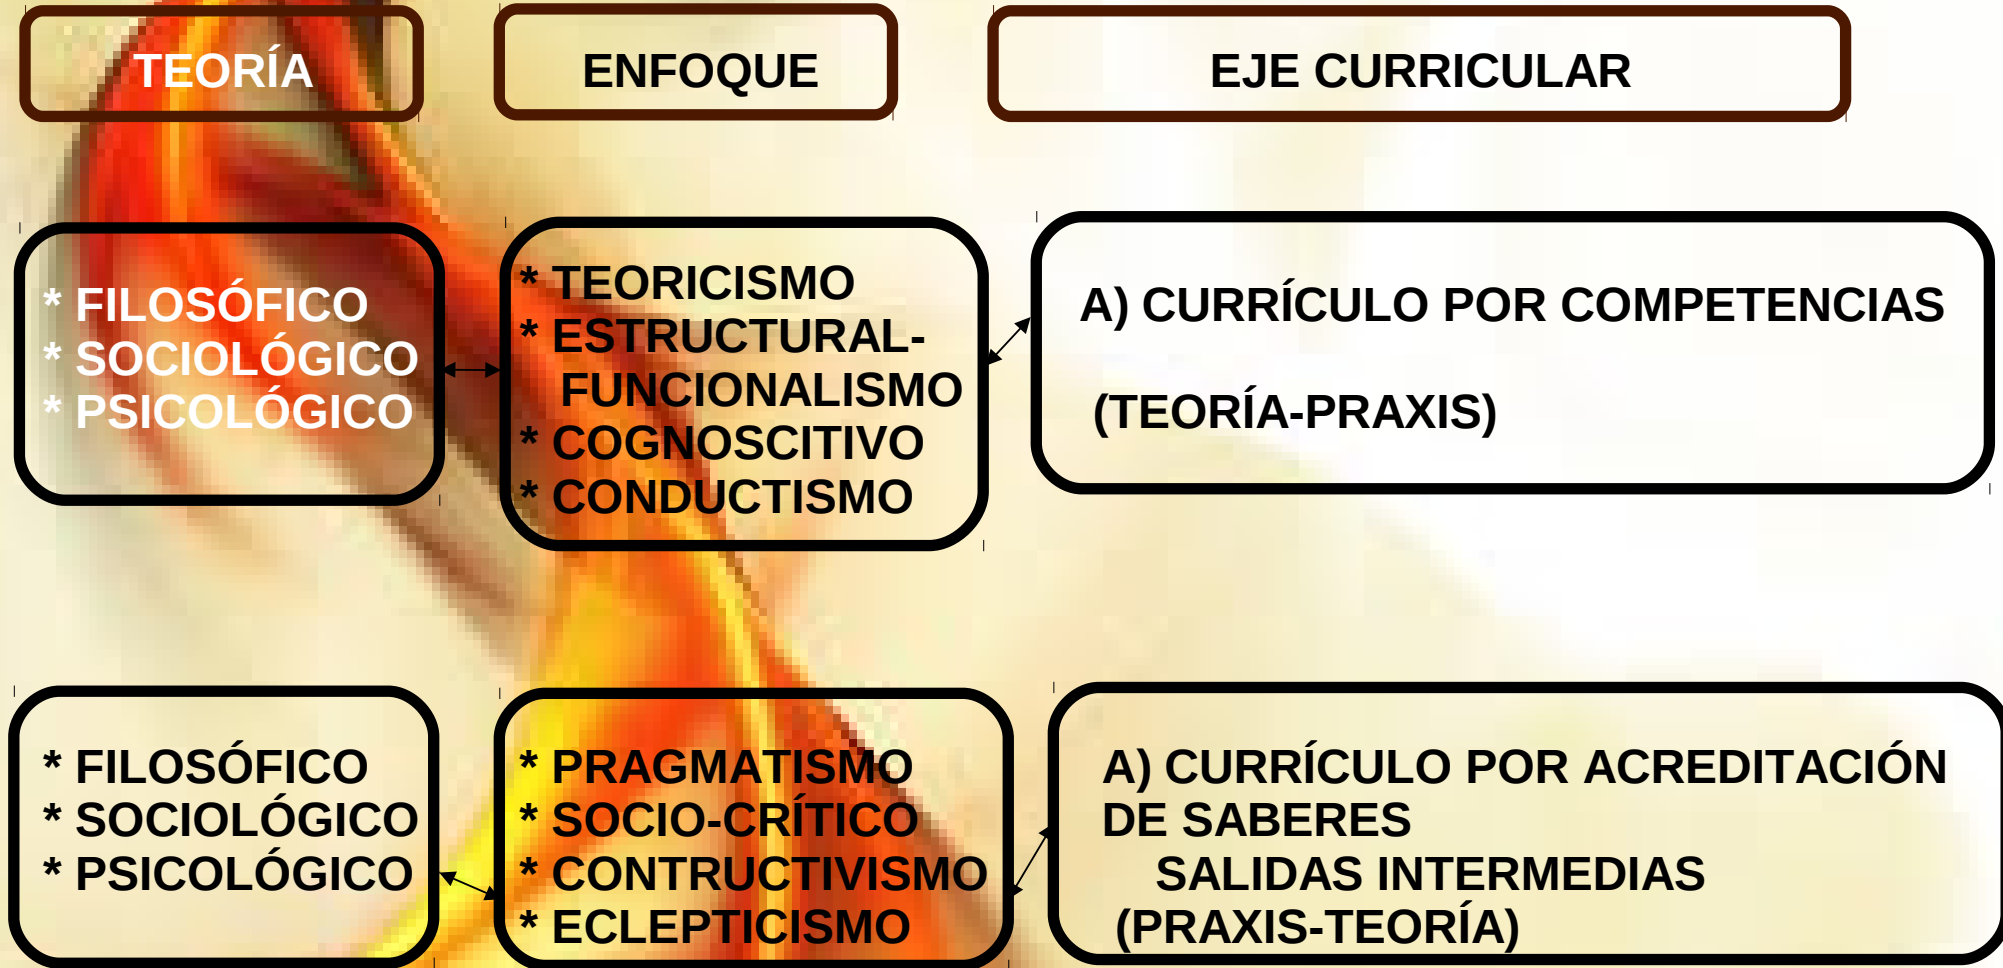 TEORÍA
ENFOQUE
EJE CURRICULAR
* FILOSÓFICO
* SOCIOLÓGICO
* PSICOLÓGICO
* TEORICISMO
* ESTRUCTURAL-
FUNCIONALISMO
* COGNOSCITIVO
* CONDUCTISMO
A) CURRÍCULO POR COMPETENCIAS
(TEORÍA-PRAXIS)
* FILOSÓFICO
* SOCIOLÓGICO
* PSICOLÓGICO
* PRAGMATISMO
* SOCIO-CRÍTICO
* CONTRUCTIVISMO
* ECLEPTICISMO
A) CURRÍCULO POR ACREDITACIÓN
DE SABERES
SALIDAS INTERMEDIAS
(PRAXIS-TEORÍA)